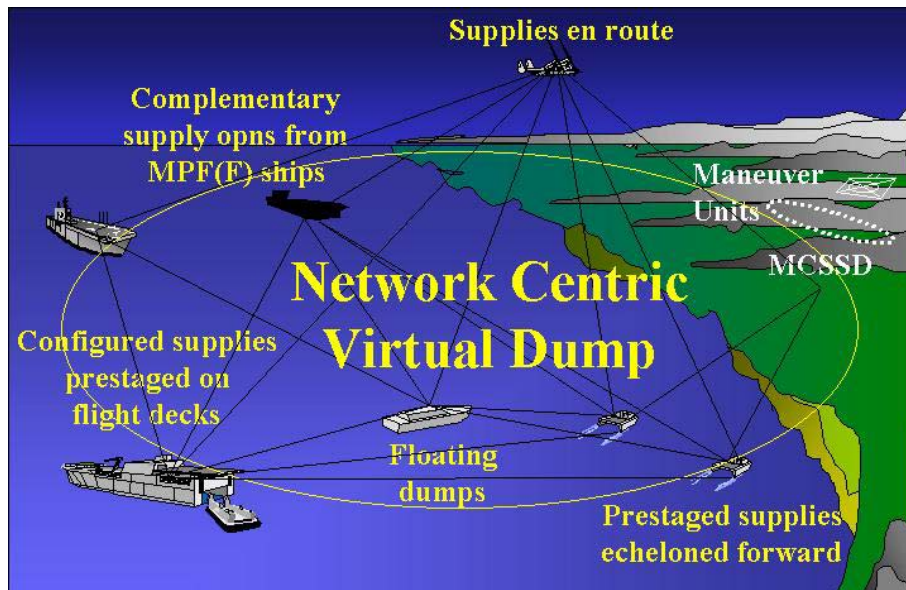 Supplies en route
Complementary
supply opns from
MPF(F) ships
Maneuver
Units
MCSSD
Network Centric
Virtual Dump
Configured supplies
prestaged on
flight decks
Floating
dumps
Prestaged supplies
echeloned forward